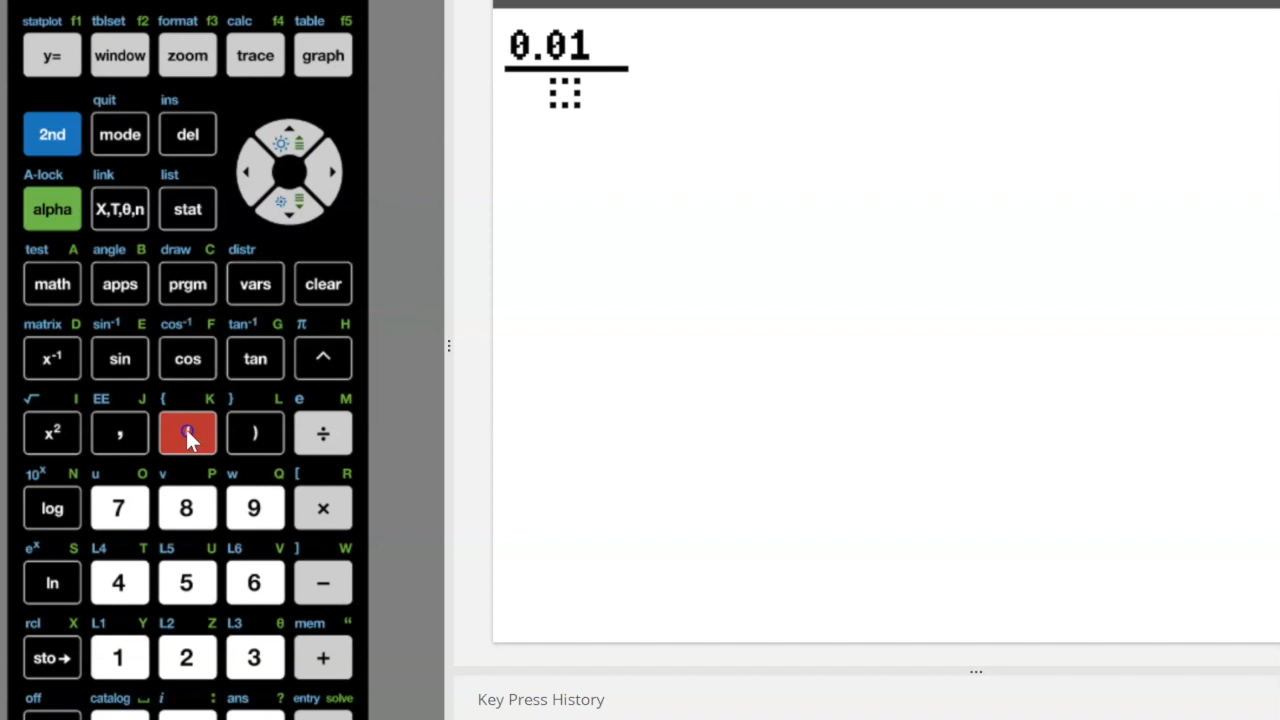 statplot f1 tblset f2 format f3 calc f4 table f5
y= window zoom trace graph
quit ins
2nd mode del
A-lock link list
alpha X,T,θ,n stat
test A angle B draw C distr
math apps prgm vars clear
matrix D sin⁻¹ E cos⁻¹ F tan⁻¹ G π H
x⁻¹ sin cos tan ^
√ I EE J { K } L e M
x² , ) ÷
10ˣ N u O v P w Q [ R
log 7 8 9 ×
eˣ S L4 T L5 U L6 V ] W
ln 4 5 6 −
rcl X L1 Y L2 Z L3 θ mem “
sto→ 1 2 3 +
off catalog ⎵ i : ans ? entry solve
0.01
Key Press History